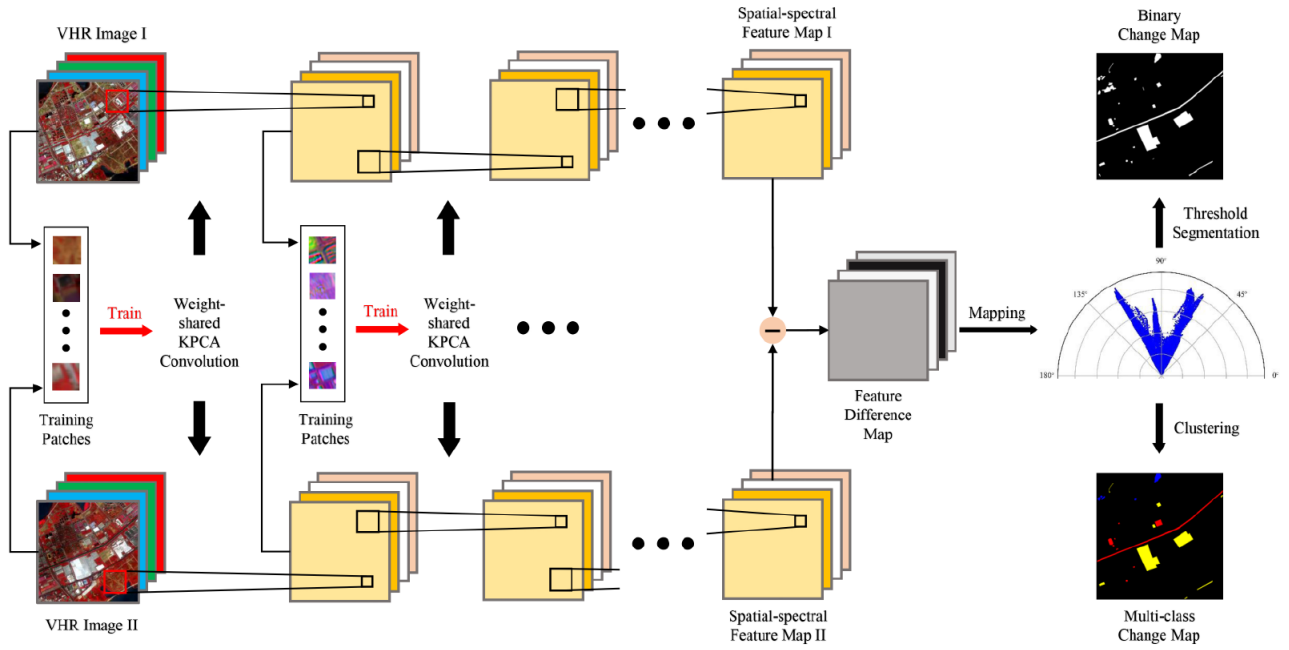 VHR Image I
Spatial-spectral
Feature Map I
Binary
Change Map
Train
Weight-
shared
KPCA
Convolution
Training
Patches
Train
Weight-
shared
KPCA
Convolution
Training
Patches
Feature
Difference
Map
Mapping
Threshold
Segmentation
90°
135°
45°
180°
0°
Clustering
VHR Image II
Spatial-spectral
Feature Map II
Multi-class
Change Map